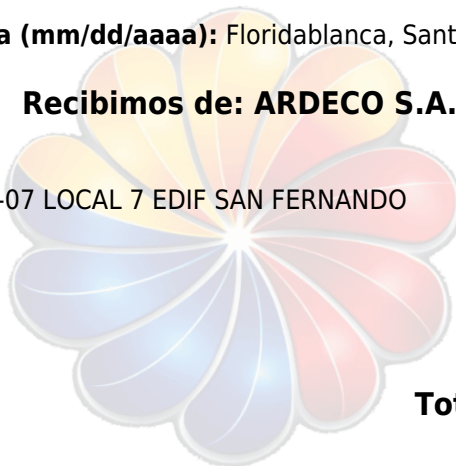 a (mm/dd/aaaa): Floridablanca, Sant
Recibimos de: ARDECO S.A.
-07 LOCAL 7 EDIF SAN FERNANDO
Tot